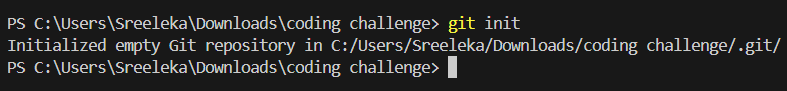 PS C:\Users\Sreeleka\Downloads\coding challenge> git init
Initialized empty Git repository in C:/Users/Sreeleka/Downloads/coding challenge/.git/
PS C:\Users\Sreeleka\Downloads\coding challenge>